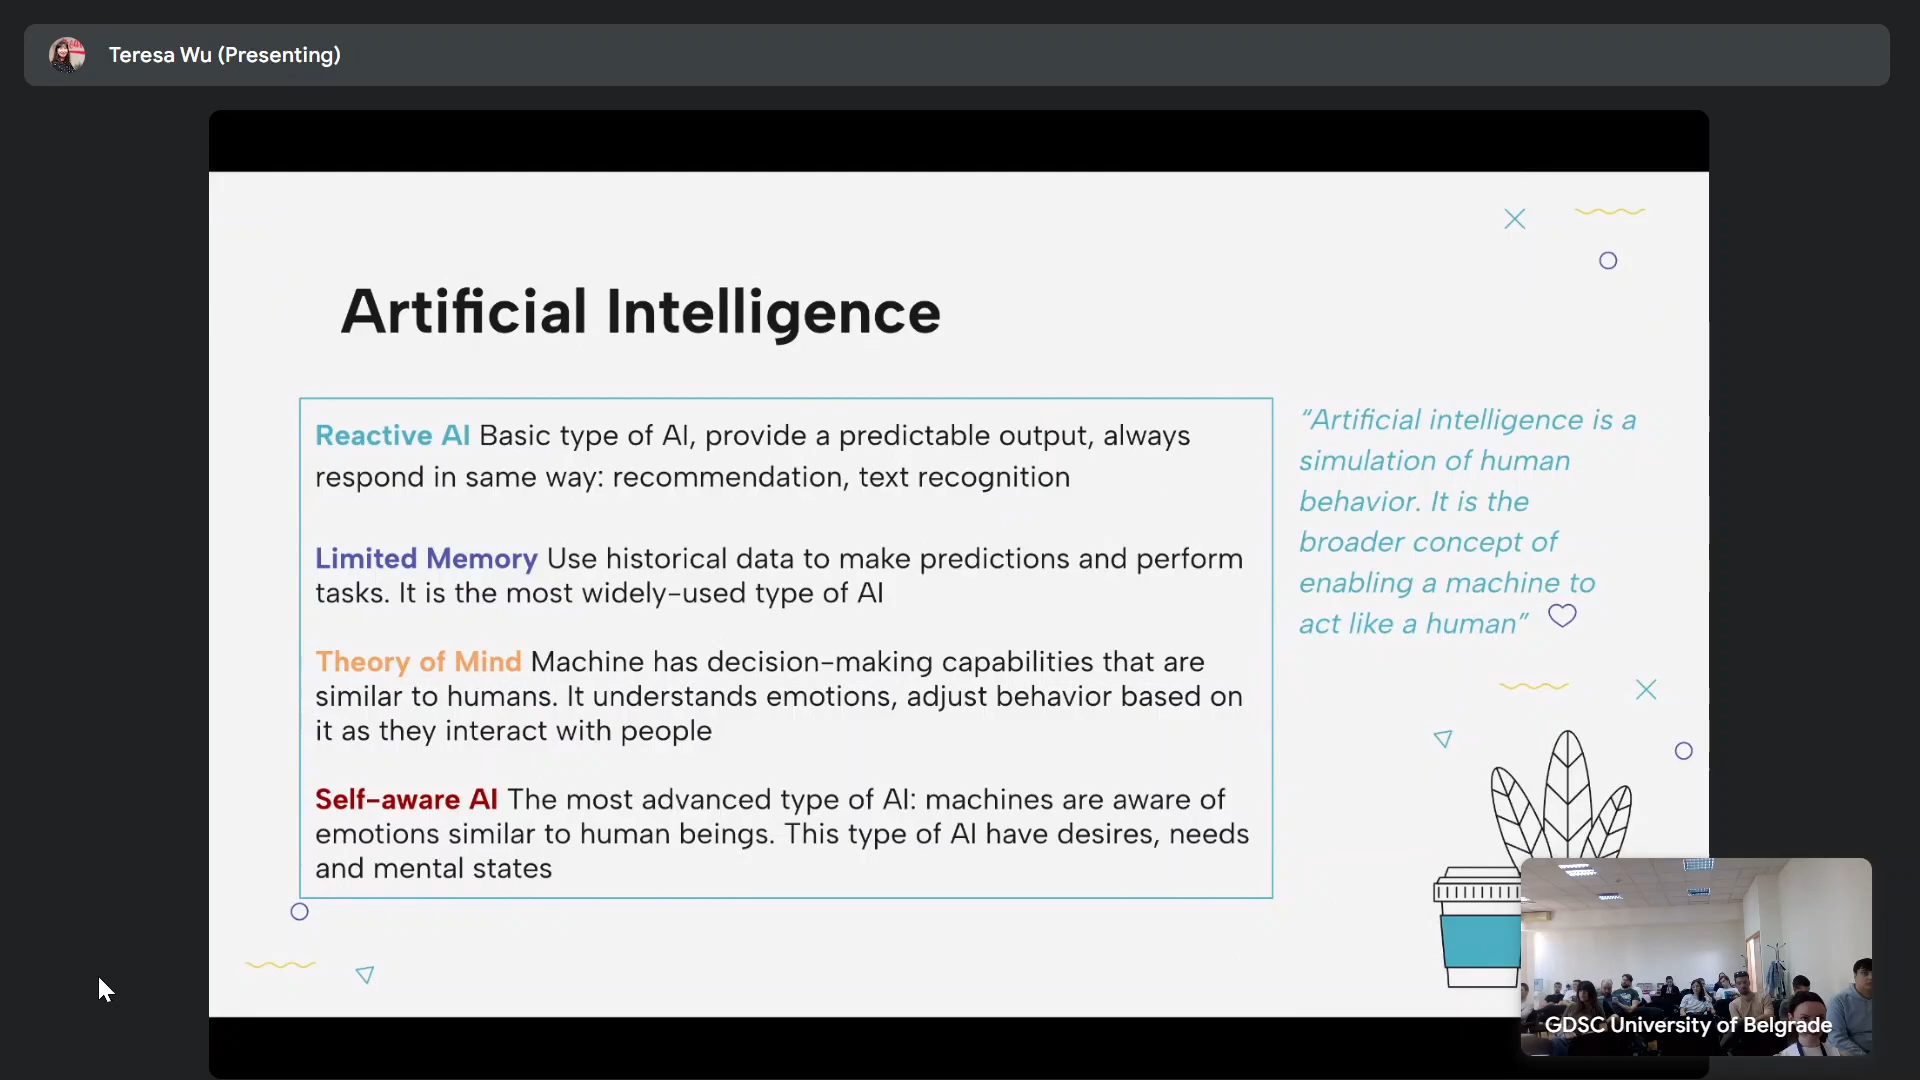 Teresa Wu (Presenting)
Artificial Intelligence
Reactive AI Basic type of AI, provide a predictable output, always
respond in same way: recommendation, text recognition
Limited Memory Use historical data to make predictions and perform
tasks. It is the most widely-used type of AI
Theory of Mind Machine has decision-making capabilities that are
similar to humans. It understands emotions, adjust behavior based on
it as they interact with people
Self-aware AI The most advanced type of AI: machines are aware of
emotions similar to human beings. This type of AI have desires, needs
and mental states
“Artificial intelligence is a
simulation of human
behavior. It is the
broader concept of
enabling a machine to
act like a human”
GDSC University of Belgrade